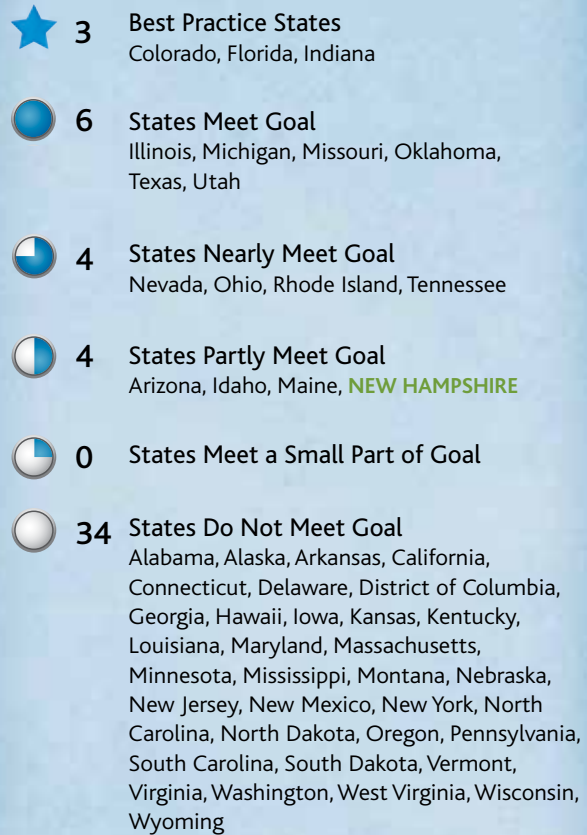 3 Best Practice States
Colorado, Florida, Indiana
6 States Meet Goal
Illinois, Michigan, Missouri, Oklahoma,
Texas, Utah
4 States Nearly Meet Goal
Nevada, Ohio, Rhode Island, Tennessee
4 States Partly Meet Goal
Arizona, Idaho, Maine, NEW HAMPSHIRE
0 States Meet a Small Part of Goal
34 States Do Not Meet Goal
Alabama, Alaska, Arkansas, California,
Connecticut, Delaware, District of Columbia,
Georgia, Hawaii, Iowa, Kansas, Kentucky,
Louisiana, Maryland, Massachusetts,
Minnesota, Mississippi, Montana, Nebraska,
New Jersey, New Mexico, New York, North
Carolina, North Dakota, Oregon, Pennsylvania,
South Carolina, South Dakota, Vermont,
Virginia, Washington, West Virginia, Wisconsin,
Wyoming